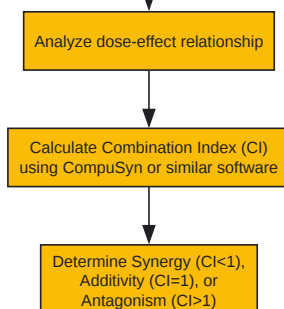 Analyze dose-effect relationship
Calculate Combination Index (CI)
using CompuSyn or similar software
Determine Synergy (CI<1),
Additivity (CI=1), or
Antagonism (CI>1)